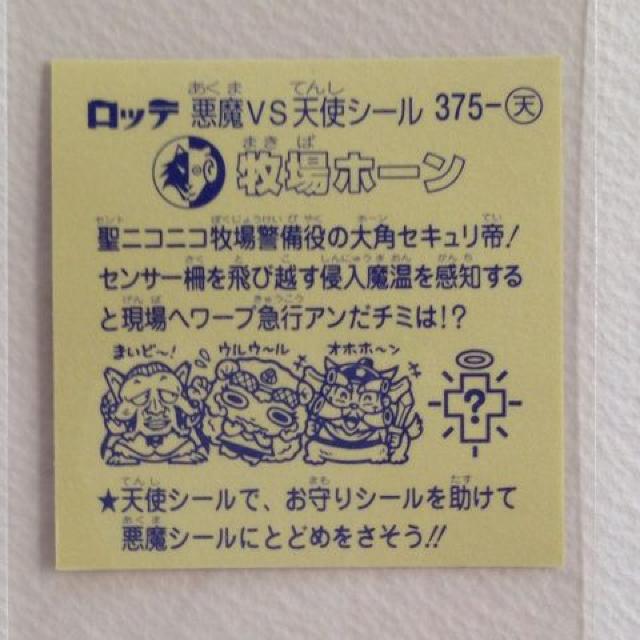 ロッテ 悪魔VS天使シール 375-天
牧場ホーン
聖ニコニコ牧場警備役の大角セキュリ帝!
センサー柵を飛び越す侵入魔温を感知する
と現場へワープ急行アンだチミは!?
まいど〜! ウルウ〜ル オホホ〜ン
?
★天使シールで、お守りシールを助けて
悪魔シールにとどめをさそう!!